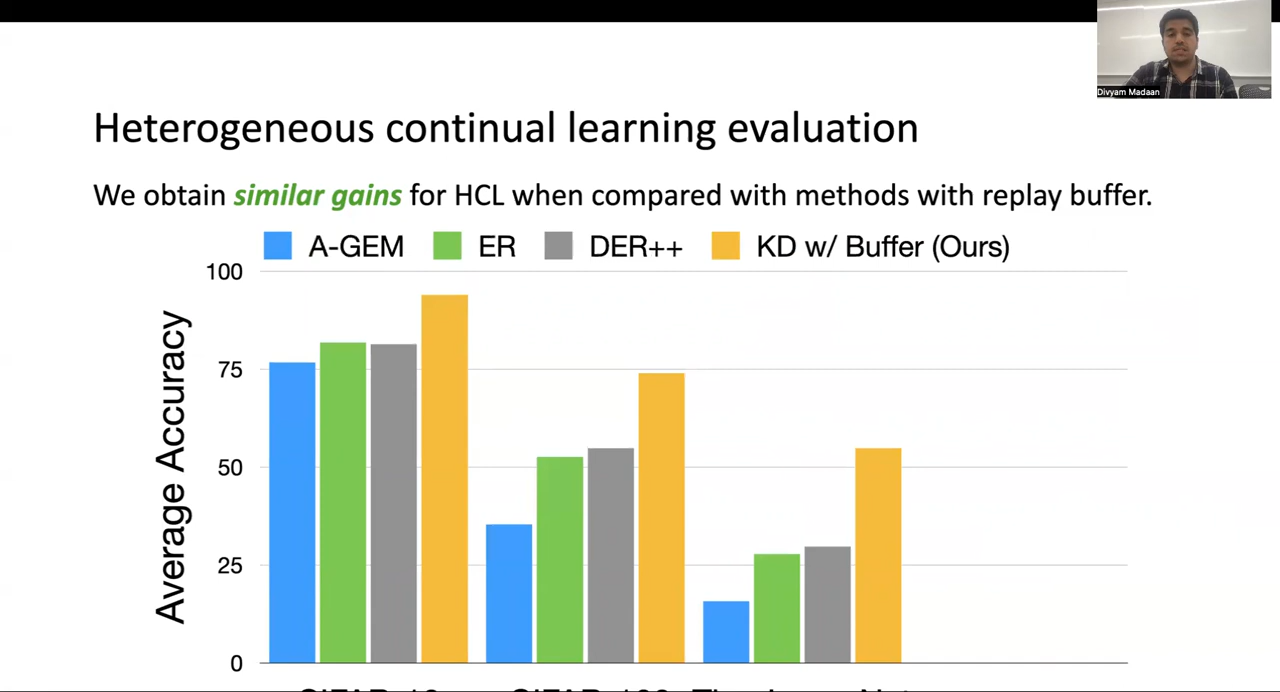 Divyam Madaan
Heterogeneous continual learning evaluation
We obtain similar gains for HCL when compared with methods with replay buffer.
A-GEM ER DER++ KD w/ Buffer (Ours)
100
75
50
25
0
Average Accuracy